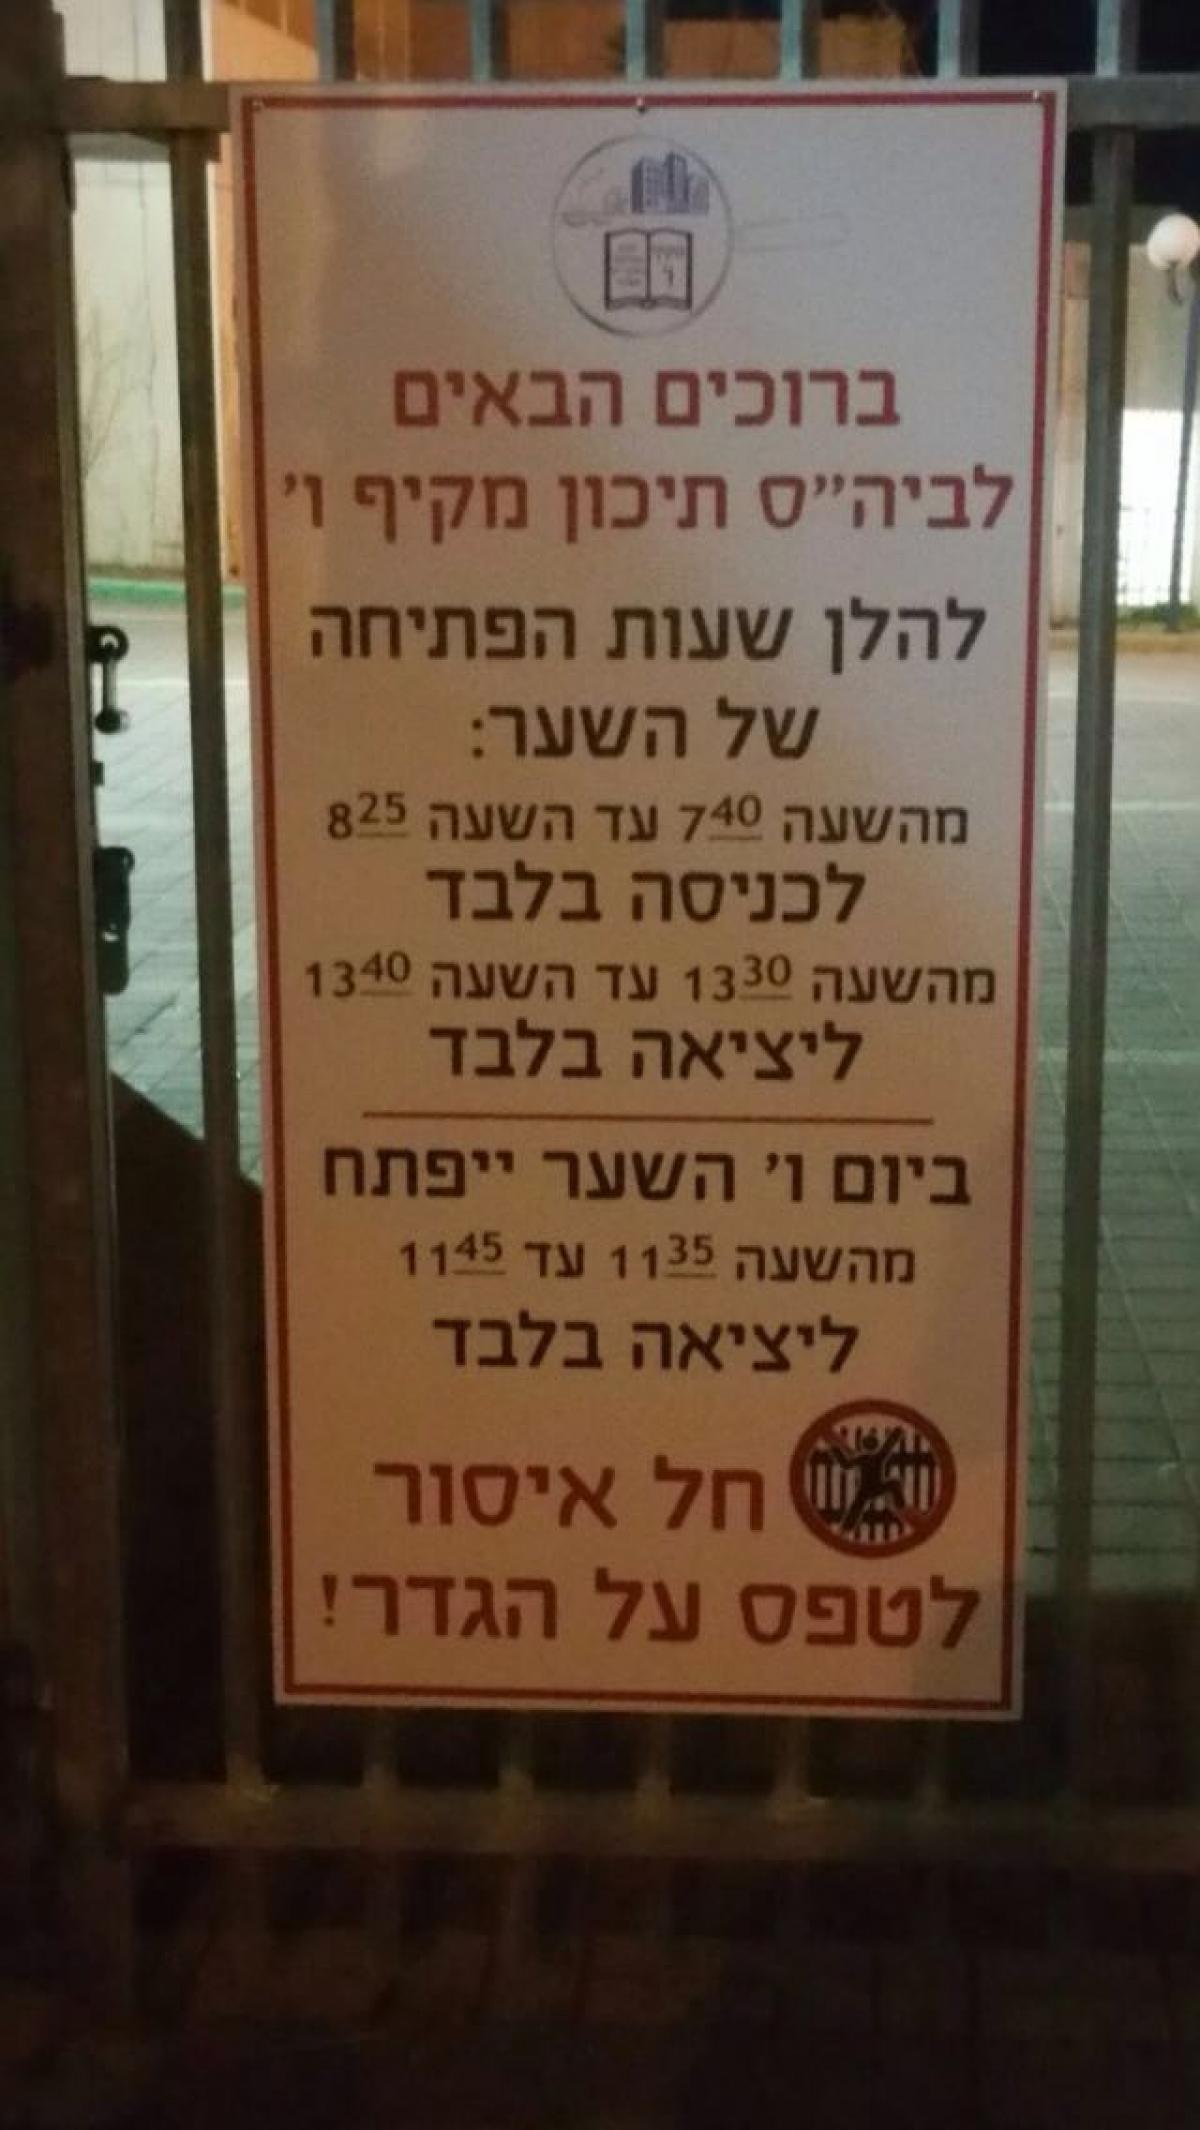 ברוכים הבאים
לביה"ס תיכון מקיף ו'
להלן שעות הפתיחה
של השער:
מהשעה 7:40 עד השעה 8:25
לכניסה בלבד
מהשעה 13:30 עד השעה 13:40
ליציאה בלבד
ביום ו' השער ייפתח
מהשעה 11:35 עד 11:45
ליציאה בלבד
חל איסור
לטפס על הגדר!